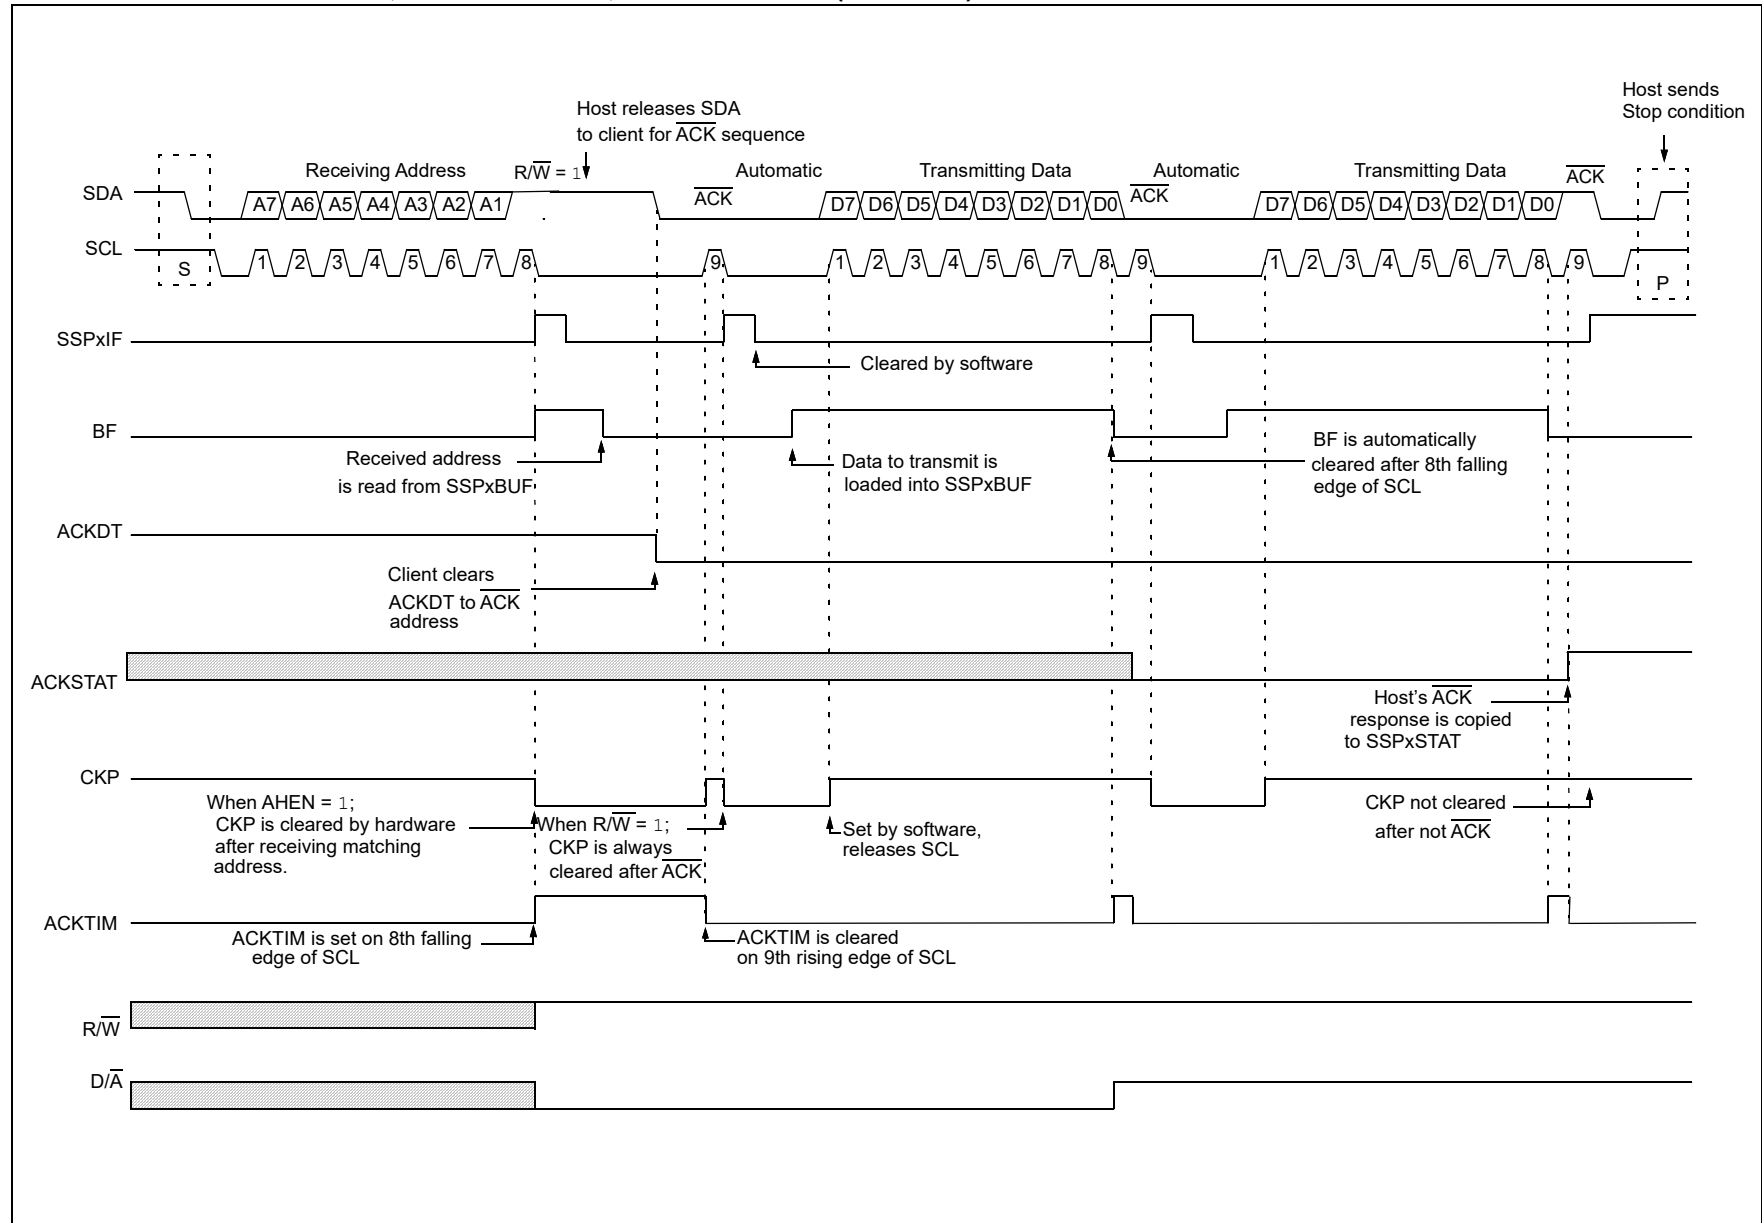 Host sends
Stop condition
Host releases SDA
to client for ACK sequence
Receiving Address
R/W = 1
Automatic
Transmitting Data
Automatic
Transmitting Data
ACK
SDA
A7 A6 A5 A4 A3 A2 A1
ACK
D7 D6 D5 D4 D3 D2 D1 D0
ACK
D7 D6 D5 D4 D3 D2 D1 D0
SCL
S
1 2 3 4 5 6 7 8 9 1 2 3 4 5 6 7 8 9 1 2 3 4 5 6 7 8 9
P
SSPxIF
Cleared by software
BF
Received address
is read from SSPxBUF
Data to transmit is
loaded into SSPxBUF
BF is automatically
cleared after 8th falling
edge of SCL
ACKDT
Client clears
ACKDT to ACK
address
ACKSTAT
Host's ACK
response is copied
to SSPxSTAT
CKP
When AHEN = 1;
CKP is cleared by hardware
after receiving matching
address.
When R/W = 1;
CKP is always
cleared after ACK
Set by software,
releases SCL
CKP not cleared
after not ACK
ACKTIM
ACKTIM is set on 8th falling
edge of SCL
ACKTIM is cleared
on 9th rising edge of SCL
R/W
D/A